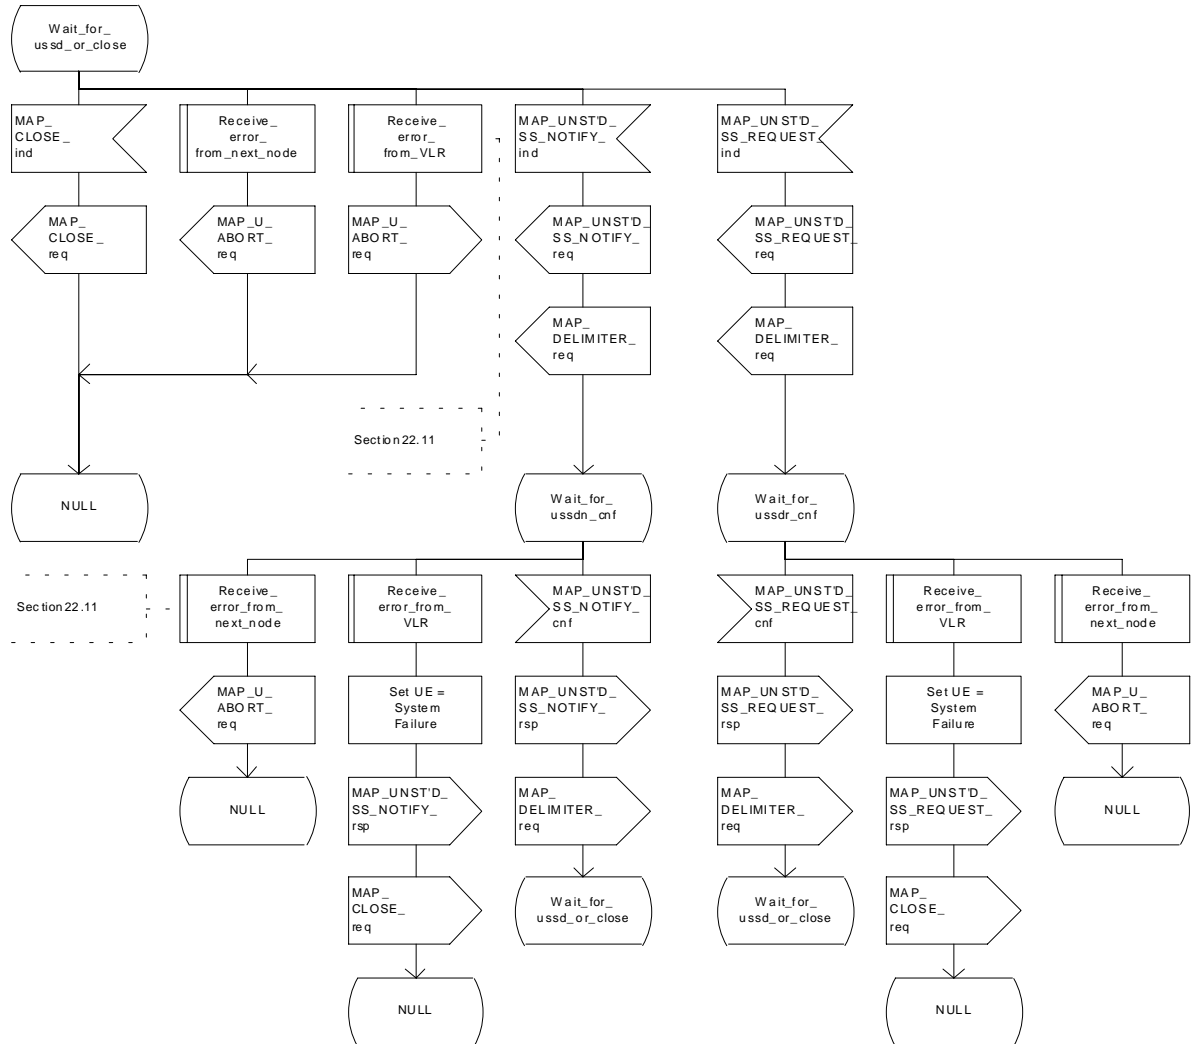 Wait_for_
ussd_or_close
MAP_
CLOSE_
ind
Receive_
error_
from_next_node
Receive_
error_
from_VLR
MAP_UNST'D_
SS_NOTIFY_
ind
MAP_UNST'D_
SS_REQUEST_
ind
MAP_
CLOSE_
req
MAP_U_
ABORT_
req
MAP_U_
ABORT_
req
MAP_UNST'D_
SS_NOTIFY_
req
MAP_UNST'D_
SS_REQUEST_
req
MAP_
DELIMITER_
req
MAP_
DELIMITER_
req
Section 22.11
NULL
Wait_for_
ussdn_cnf
Wait_for_
ussdr_cnf
Section 22.11
Receive_
error_from_
next_node
Receive_
error_from_
VLR
MAP_UNST'D_
SS_NOTIFY_
cnf
MAP_UNST'D_
SS_REQUEST_
cnf
Receive_
error_from_
VLR
Receive_
error_from_
next_node
MAP_U_
ABORT_
req
Set UE =
System
Failure
MAP_UNST'D_
SS_NOTIFY_
rsp
MAP_UNST'D_
SS_REQUEST_
rsp
Set UE =
System
Failure
MAP_U_
ABORT_
req
NULL
MAP_UNST'D_
SS_NOTIFY_
rsp
MAP_
DELIMITER_
req
MAP_
DELIMITER_
req
MAP_UNST'D_
SS_REQUEST_
rsp
NULL
MAP_
CLOSE_
req
Wait_for_
ussd_or_close
Wait_for_
ussd_or_close
MAP_
CLOSE_
req
NULL
NULL